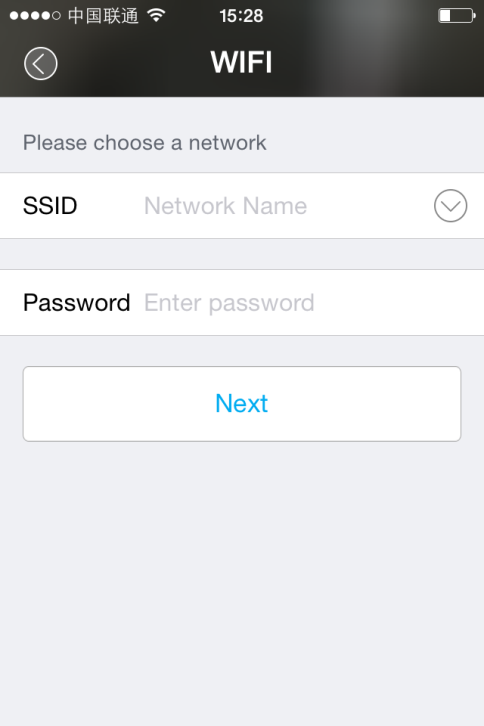 中国联通 15:28
WIFI
Please choose a network
SSID Network Name
Password Enter password
Next